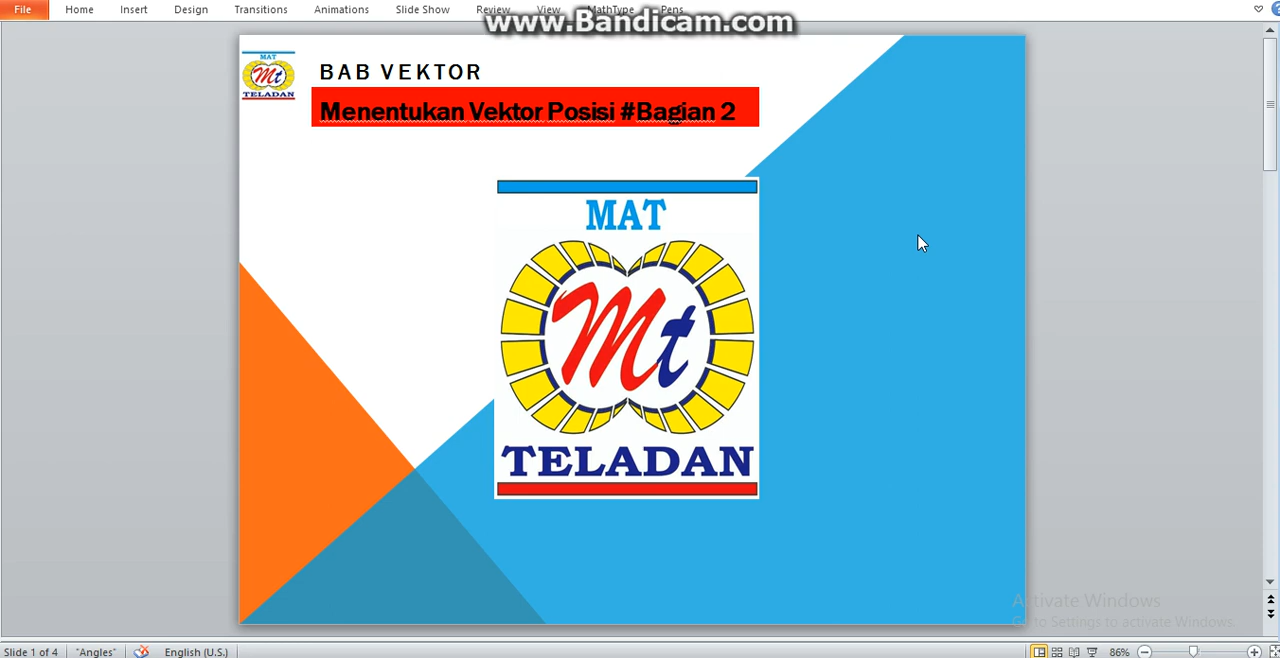 File Home Insert Design Transitions Animations Slide Show Review View MathType Pens
www.Bandicam.com
MAT
Mt
TELADAN
BAB VEKTOR
Menentukan Vektor Posisi #Bagian 2
MAT
Mt
TELADAN
Activate Windows
Go to Settings to activate Windows.
Slide 1 of 4 "Angles" English (U.S.) 86%